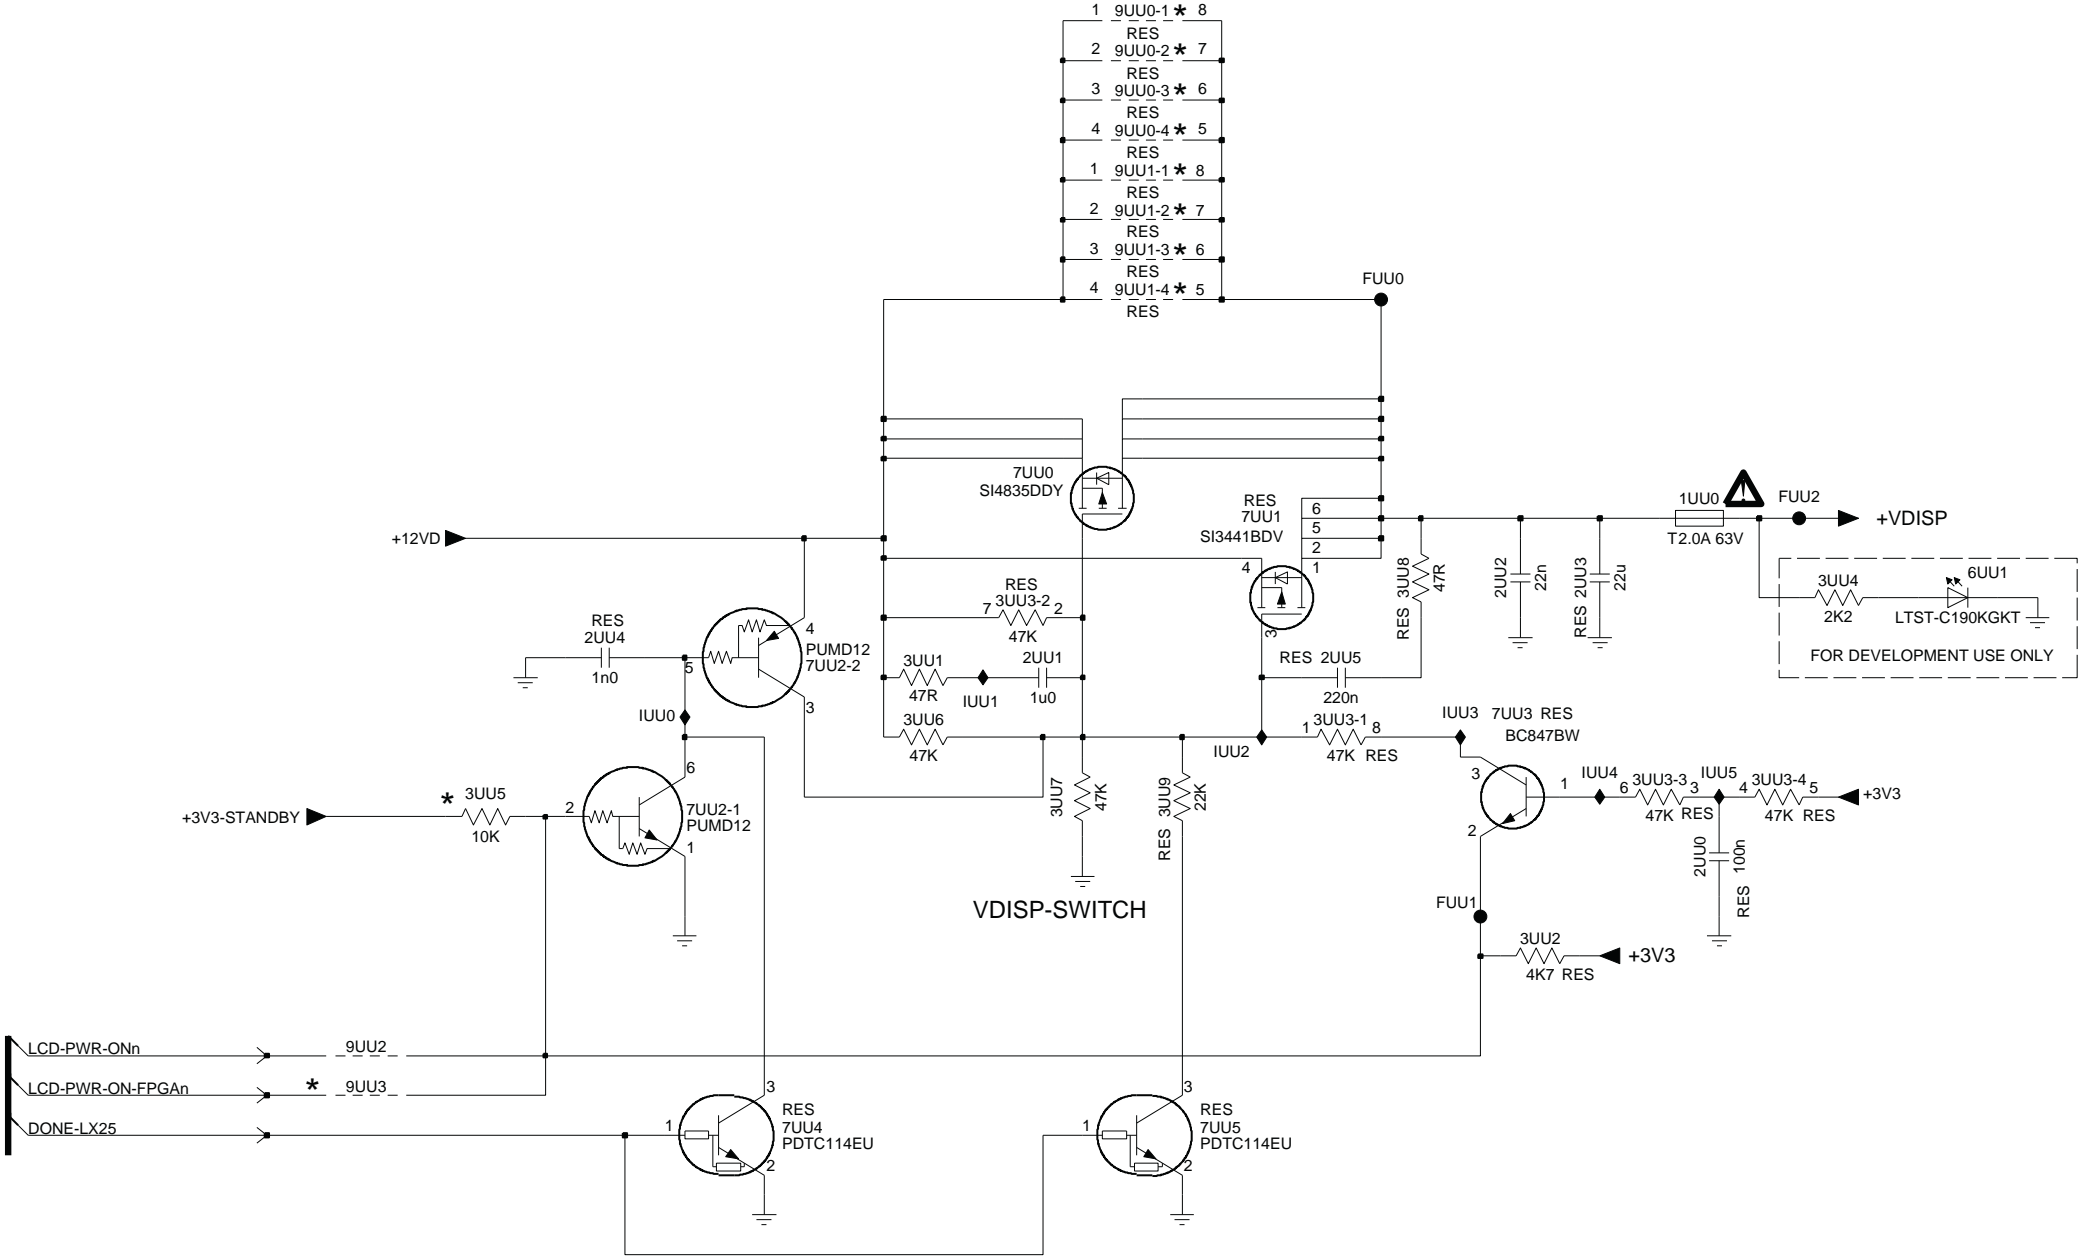 1 9UU0-1 * 8
RES
2 9UU0-2 * 7
RES
3 9UU0-3 * 6
RES
4 9UU0-4 * 5
RES
1 9UU1-1 * 8
RES
2 9UU1-2 * 7
RES
3 9UU1-3 * 6
RES
4 9UU1-4 * 5
RES
FUU0
7UU0
SI4835DDY
RES
7UU1
SI3441BDV
6
5
2
1
4
3
1UU0
T2.0A 63V
!
FUU2
+VDISP
+12VD
RES
3UU3-2
7 2
47K
3UU1
47R
IUU1
2UU1
1u0
3UU6
47K
RES
2UU4
1n0
5
4
PUMD12
7UU2-2
3
IUU0
6
7UU2-1
PUMD12
2
1
+3V3-STANDBY
* 3UU5
10K
RES 3UU8
47R
2UU2
22n
RES 2UU3
22u
3UU4
2K2
6UU1
LTST-C190KGKT
FOR DEVELOPMENT USE ONLY
RES 2UU5
220n
IUU2
1 3UU3-1 8
47K RES
IUU3
7UU3 RES
BC847BW
3
1
2
IUU4
6 3UU3-3 3
47K RES
IUU5
4 3UU3-4 5
47K RES
+3V3
3UU7
47K
RES 3UU9
22K
2UU0
RES 100n
VDISP-SWITCH
FUU1
3UU2
4K7 RES
+3V3
LCD-PWR-ONn
9UU2
LCD-PWR-ON-FPGAn
* 9UU3
DONE-LX25
1
3
2
RES
7UU4
PDTC114EU
1
3
2
RES
7UU5
PDTC114EU